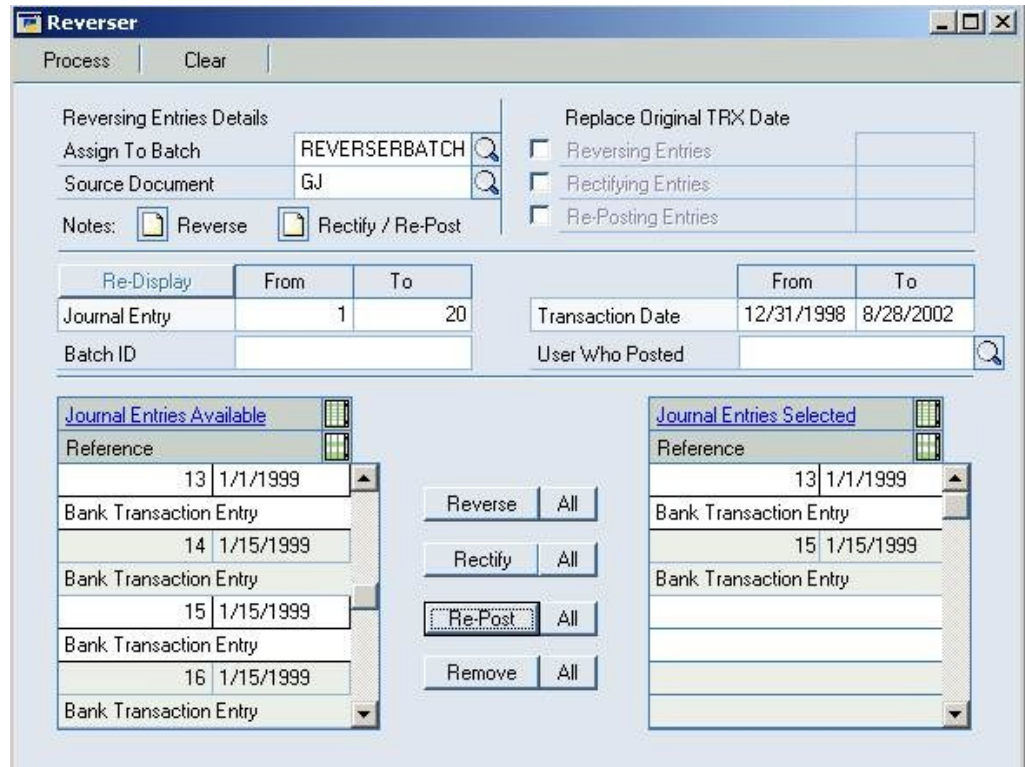 Reverser
Process Clear
Reversing Entries Details
Replace Original TRX Date
Assign To Batch REVERSERBATCH
Reversing Entries
Source Document GJ
Rectifying Entries
Notes: Reverse Rectify / Re-Post
Re-Posting Entries
Re-Display From To
From To
Journal Entry 1 20
Transaction Date 12/31/1998 8/28/2002
Batch ID
User Who Posted
Journal Entries Available
Reference
13 1/1/1999
Bank Transaction Entry
14 1/15/1999
Bank Transaction Entry
15 1/15/1999
Bank Transaction Entry
16 1/15/1999
Bank Transaction Entry
Reverse All
Rectify All
Re-Post All
Remove All
Journal Entries Selected
Reference
13 1/1/1999
Bank Transaction Entry
15 1/15/1999
Bank Transaction Entry